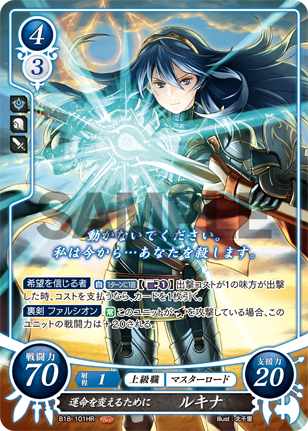 4
3
SAMPLE
動かないでください。
私は今から…あなたを殺します。
希望を信じる者 自 【1ターンに1回】【1】出撃コストが1の味方が出撃
した時、コストを支払うなら、カードを1枚引く。
裏剣 ファルシオン 常 このユニットがを攻撃している場合、この
ユニットの戦闘力は+20される。
戦闘力
70
射程 1 上級職 マスターロード
支援力
20
運命を変えるために ルキナ
B18-101HR
Illust:北千里